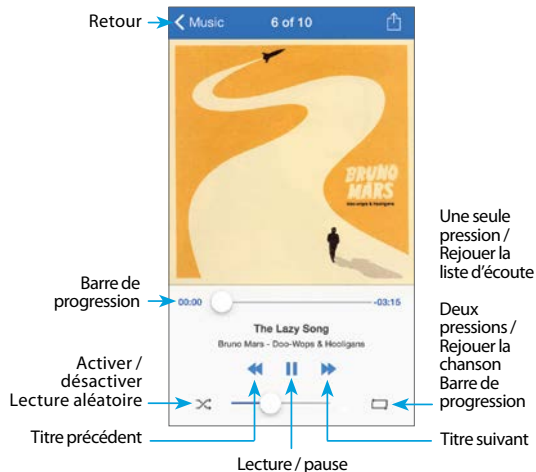 Retour
Music
6 of 10
BRUNO
MARS
doo-wops & hooligans
Une seule
pression /
Rejouer la
liste d'écoute
Barre de
progression
00:00
-03:15
The Lazy Song
Bruno Mars - Doo-Wops & Hooligans
Deux
pressions /
Rejouer la
chanson
Barre de
progression
Activer /
désactiver
Lecture aléatoire
Titre précédent
Titre suivant
Lecture / pause